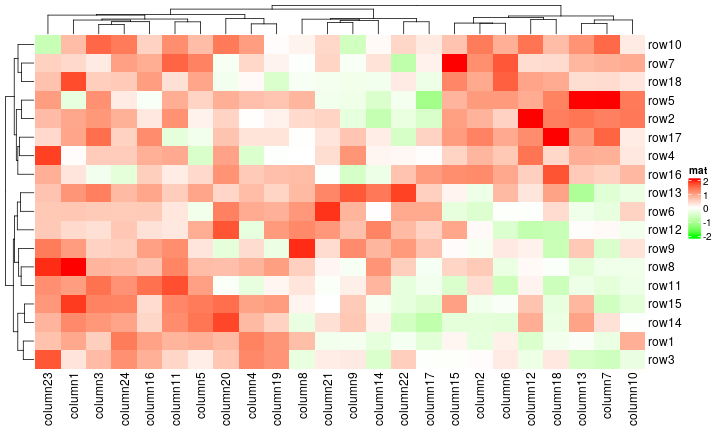 row10
row7
row18
row5
row2
row17
row4
row16
row13
row6
row12
row9
row8
row11
row15
row14
row1
row3
mat
2
1
0
-1
-2
column23
column1
column3
column24
column16
column11
column5
column20
column4
column19
column8
column21
column9
column14
column22
column17
column15
column2
column6
column12
column18
column13
column7
column10